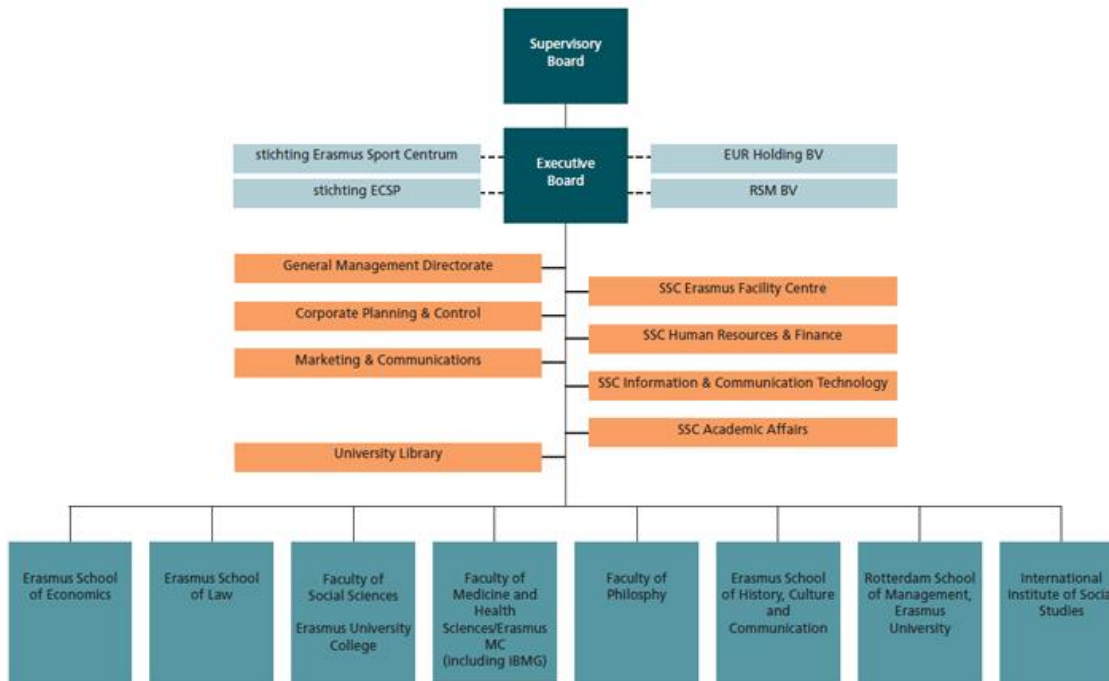 Supervisory
Board
stichting Erasmus Sport Centrum
Executive
Board
EUR Holding BV
stichting ECSP
RSM BV
General Management Directorate
SSC Erasmus Facility Centre
Corporate Planning & Control
SSC Human Resources & Finance
Marketing & Communications
SSC Information & Communication Technology
SSC Academic Affairs
University Library
Erasmus School
of Economics
Erasmus School
of Law
Faculty of
Social Sciences
Erasmus University
College
Faculty of
Medicine and
Health
Sciences/Erasmus
MC
(including iBMG)
Faculty of
Philosphy
Erasmus School
of History, Culture
and
Communication
Rotterdam School
of Management,
Erasmus
University
International
Institute of Social
Studies